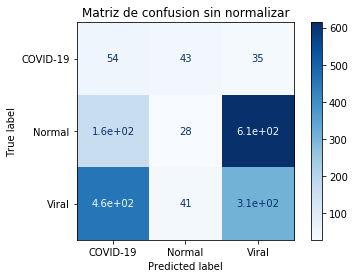 Matriz de confusion sin normalizar
True label
COVID-19 54 43 35
Normal 1.6e+02 28 6.1e+02
Viral 4.6e+02 41 3.1e+02
COVID-19 Normal Viral
Predicted label
600
500
400
300
200
100